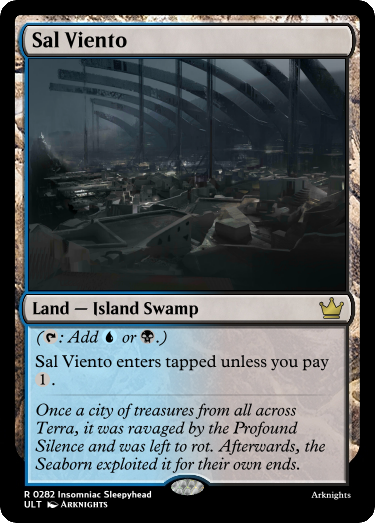 Sal Viento
Land — Island Swamp
(T: Add or .)
Sal Viento enters tapped unless you pay
1 .
Once a city of treasures from all across
Terra, it was ravaged by the Profound
Silence and was left to rot. Afterwards, the
Seaborn exploited it for their own ends.
R 0282 Insomniac Sleepyhead
Arknights
ULT ARKNIGHTS